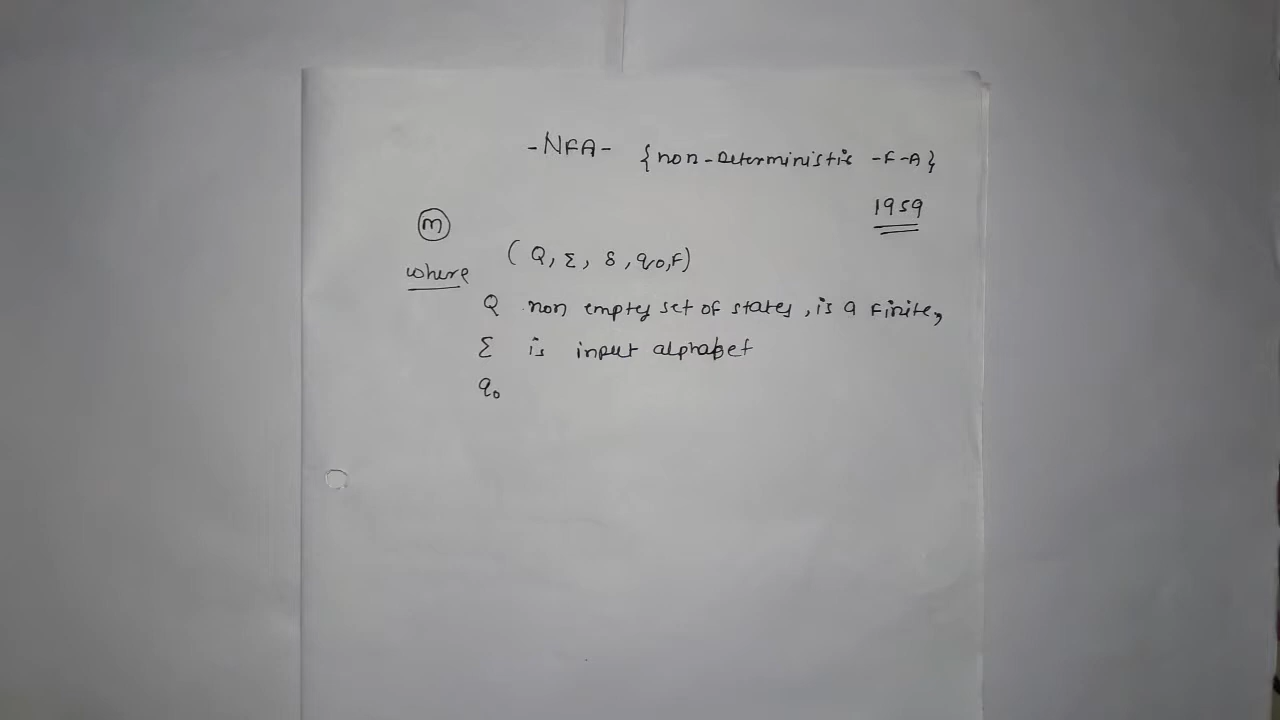 -NFA- {non-Deterministic -F-A}
1959
m
(Q, Σ, δ, q0, F)
where
Q non empty set of states, is a finite,
Σ is input alphabet
q0